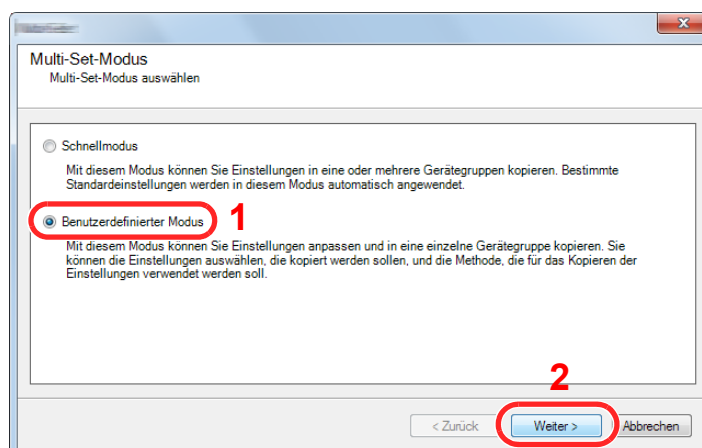 Multi-Set-Modus
Multi-Set-Modus auswählen
Schnellmodus
Mit diesem Modus können Sie Einstellungen in eine oder mehrere Gerätegruppen kopieren. Bestimmte
Standardeinstellungen werden in diesem Modus automatisch angewendet.
Benutzerdefinierter Modus 1
Mit diesem Modus können Sie Einstellungen anpassen und in eine einzelne Gerätegruppe kopieren. Sie
können die Einstellungen auswählen, die kopiert werden sollen, und die Methode, die für das Kopieren der
Einstellungen verwendet werden soll.
2
< Zurück Weiter > Abbrechen